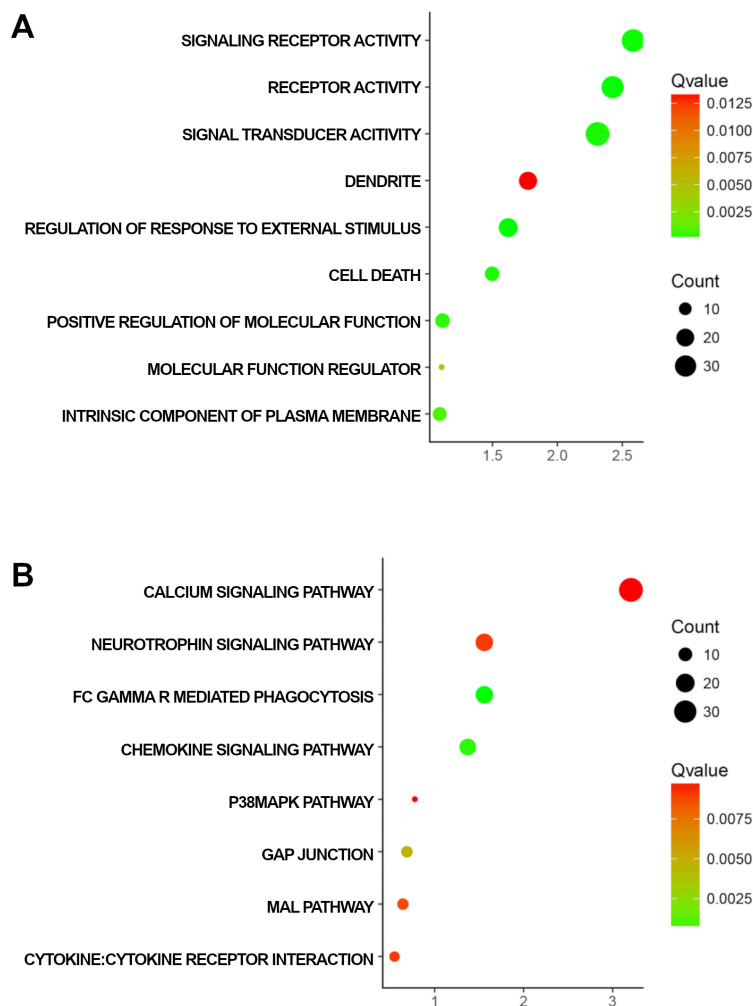 A
SIGNALING RECEPTOR ACTIVITY
RECEPTOR ACTIVITY
SIGNAL TRANSDUCER ACITIVITY
DENDRITE
REGULATION OF RESPONSE TO EXTERNAL STIMULUS
CELL DEATH
POSITIVE REGULATION OF MOLECULAR FUNCTION
MOLECULAR FUNCTION REGULATOR
INTRINSIC COMPONENT OF PLASMA MEMBRANE
1.5 2.0 2.5
Qvalue
0.0125
0.0100
0.0075
0.0050
0.0025
Count
10
20
30
B
CALCIUM SIGNALING PATHWAY
NEUROTROPHIN SIGNALING PATHWAY
FC GAMMA R MEDIATED PHAGOCYTOSIS
CHEMOKINE SIGNALING PATHWAY
P38MAPK PATHWAY
GAP JUNCTION
MAL PATHWAY
CYTOKINE:CYTOKINE RECEPTOR INTERACTION
1 2 3
Count
10
20
30
Qvalue
0.0075
0.0050
0.0025